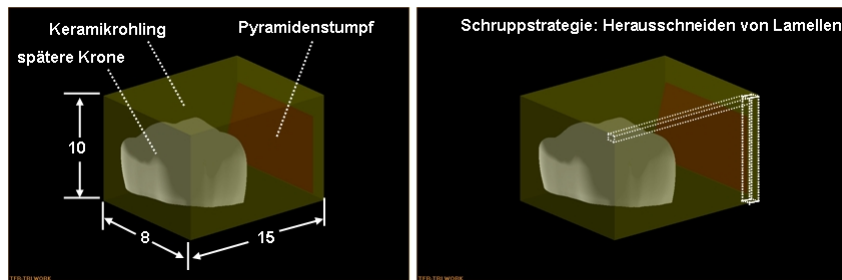 Keramikrohling
Pyramidenstumpf
spätere Krone
10
8
15
Schruppstrategie: Herausschneiden von Lamellen